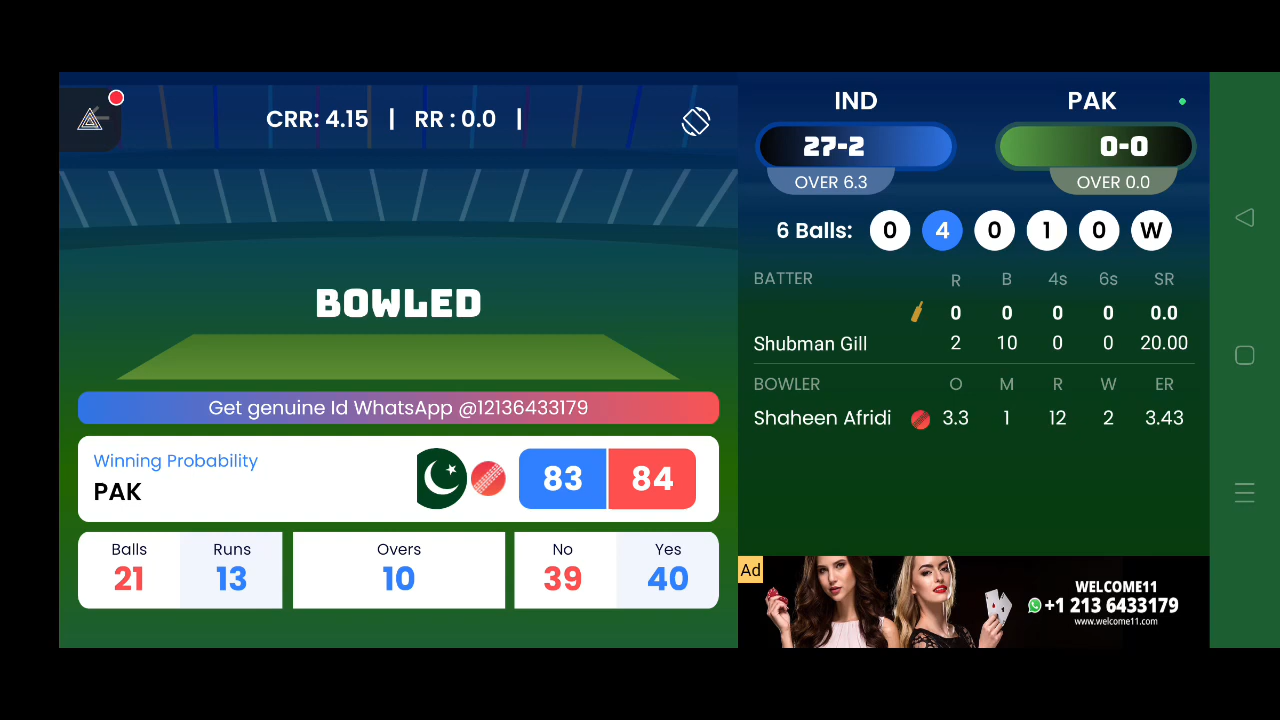 CRR: 4.15 | RR : 0.0 |
BOWLED
Get genuine Id WhatsApp @12136433179
Winning Probability
PAK
83 84
Balls Runs Overs No Yes
21 13 10 39 40
IND PAK
27-2 0-0
OVER 6.3 OVER 0.0
6 Balls: 0 4 0 1 0 W
BATTER R B 4s 6s SR
0 0 0 0 0.0
Shubman Gill 2 10 0 0 20.00
BOWLER O M R W ER
Shaheen Afridi 3.3 1 12 2 3.43
Ad
WELCOME11
+1 213 6433179
www.welcome11.com